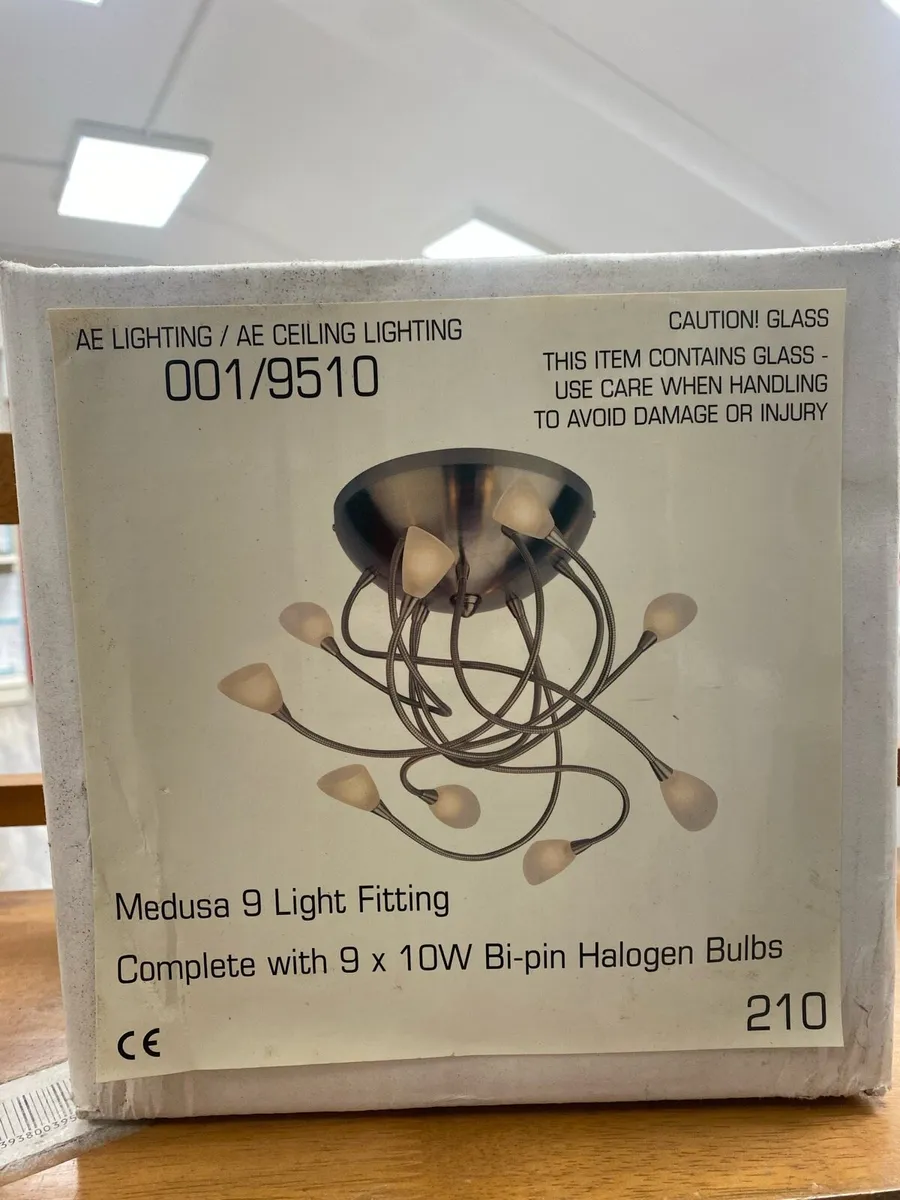 AE LIGHTING / AE CEILING LIGHTING
001/9510
CAUTION! GLASS
THIS ITEM CONTAINS GLASS -
USE CARE WHEN HANDLING
TO AVOID DAMAGE OR INJURY
Medusa 9 Light Fitting
Complete with 9 x 10W Bi-pin Halogen Bulbs
210
CE